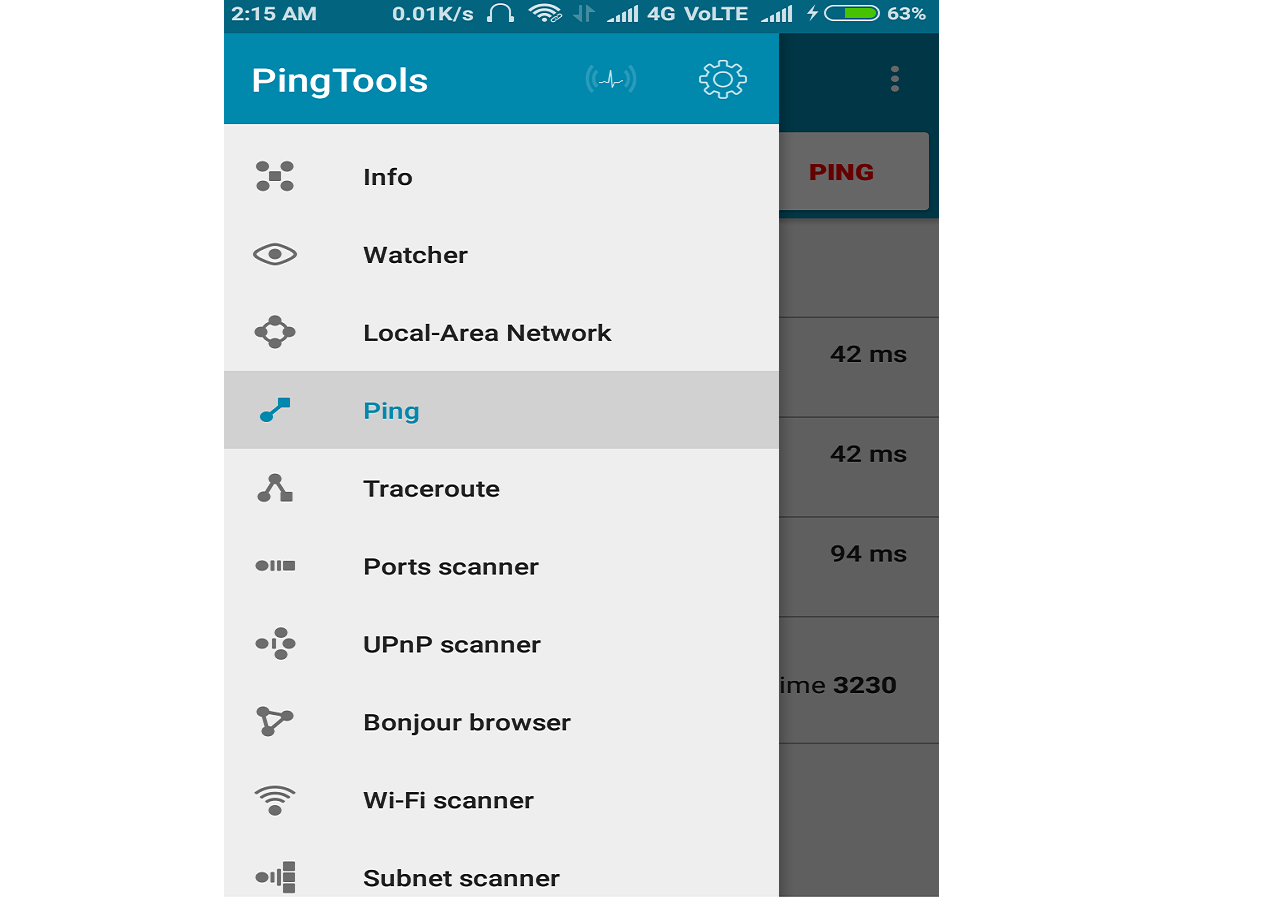 2:15 AM 0.01K/s 4G VoLTE 63%
PingTools
Info
PING
Watcher
Local-Area Network
42 ms
Ping
42 ms
Traceroute
94 ms
Ports scanner
UPnP scanner
ime 3230
Bonjour browser
Wi-Fi scanner
Subnet scanner